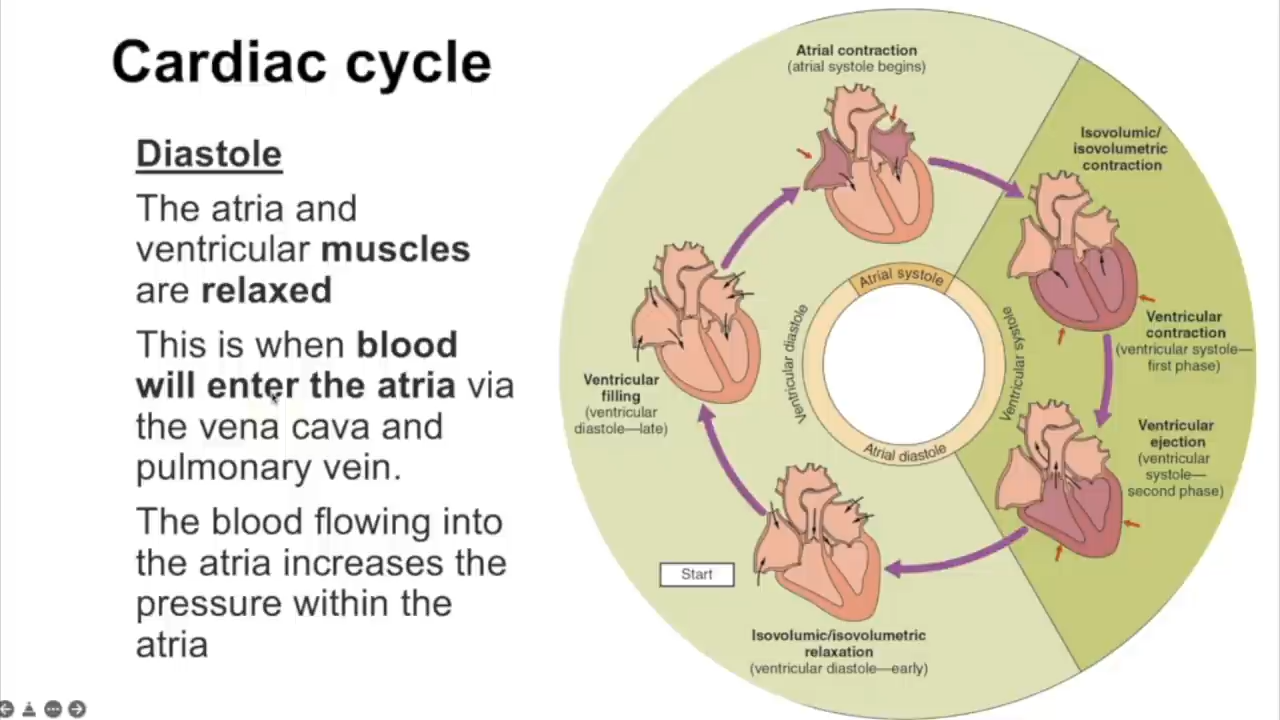 Cardiac cycle
Diastole
The atria and
ventricular muscles
are relaxed
This is when blood
will enter the atria via
the vena cava and
pulmonary vein.
The blood flowing into
the atria increases the
pressure within the
atria
Atrial contraction
(atrial systole begins)
Isovolumic/
isovolumetric
contraction
Ventricular
contraction
(ventricular systole—
first phase)
Ventricular
ejection
(ventricular
systole—
second phase)
Isovolumic/isovolumetric
relaxation
(ventricular diastole—early)
Start
Ventricular
filling
(ventricular
diastole—late)
Atrial systole
Ventricular systole
Atrial diastole
Ventricular diastole